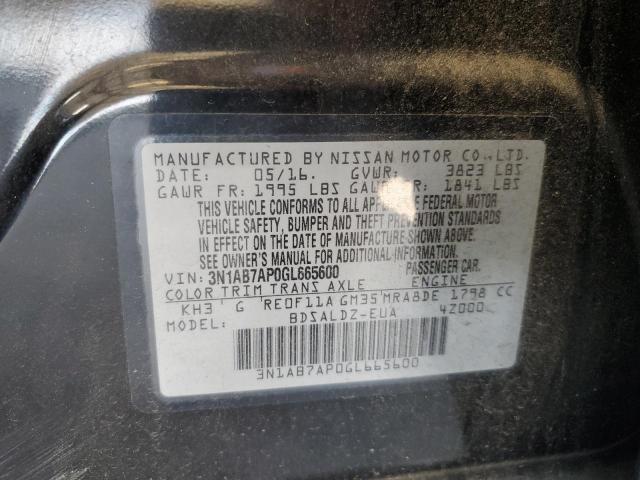 MANUFACTURED BY NISSAN MOTOR CO., LTD.
DATE: 05/16. GVWR: 3823 LBS
GAWR FR: 1995 LBS GAWR 1841 LBS
THIS VEHICLE CONFORMS TO ALL APPLICABLE FEDERAL MOTOR
VEHICLE SAFETY, BUMPER AND THEFT PREVENTION STANDARDS
IN EFFECT ON THE DATE OF MANUFACTURE SHOWN ABOVE.
SEE OWNER'S MANUAL FOR ADDITIONAL INFORMATION.
VIN: 3N1AB7AP0GL665600 PASSENGER CAR.
COLOR TRIM TRANS AXLE ENGINE
KH3 G RE0F11A GM35 MRA8DE 1798 CC
MODEL: BDSALDZ-EUA 4Z000
3N1AB7AP0GL665600